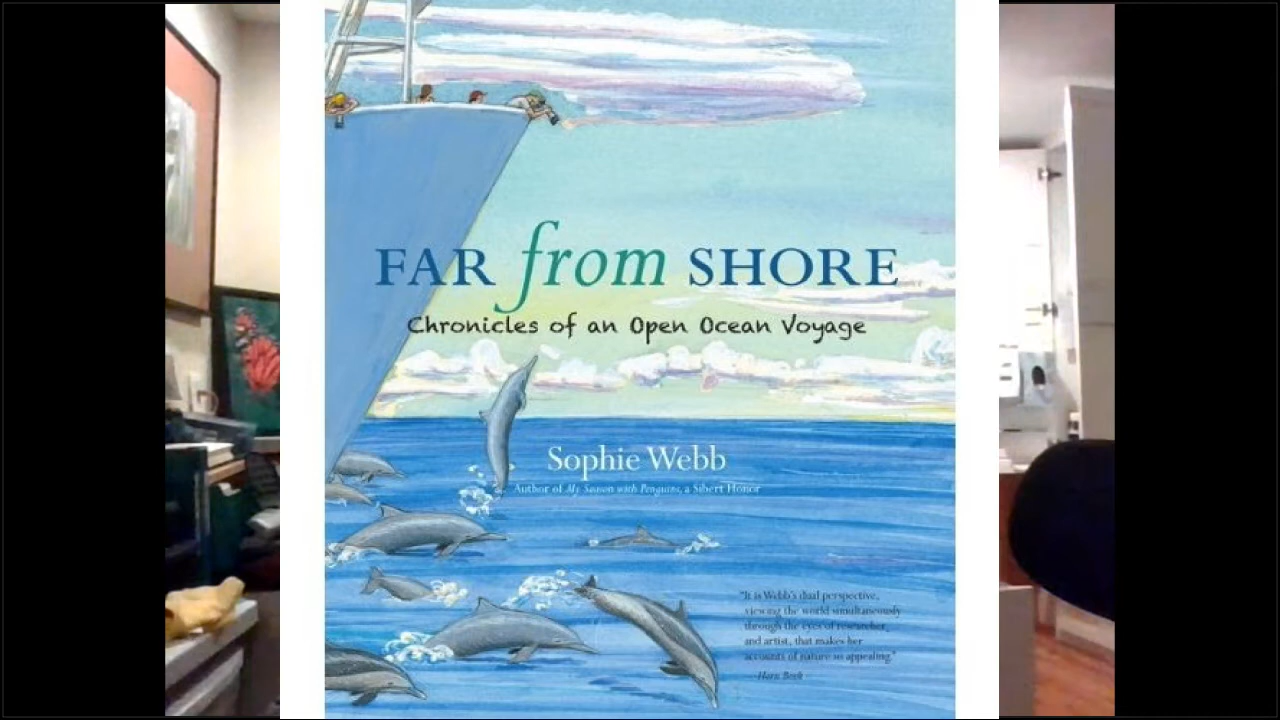 FAR from SHORE
Chronicles of an Open Ocean Voyage
Sophie Webb
Author of My Season with Penguins, a Sibert Honor
"It is Webb's dual perspective,
viewing the world simultaneously
through the eyes of researcher
and artist, that makes her
accounts of nature so appealing."
—Horn Book